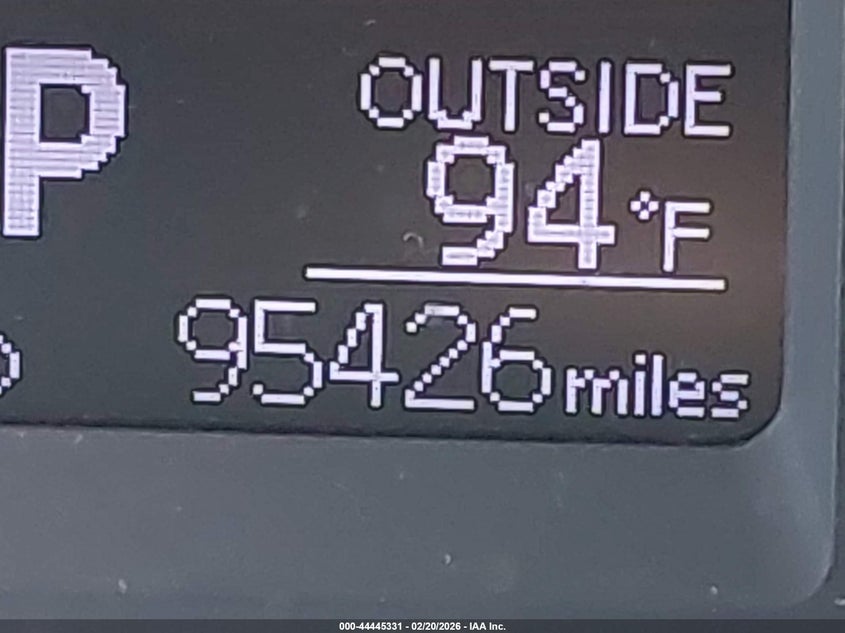 P
OUTSIDE
94°F
95426 miles
000-44445331 - 02/20/2026 - IAA Inc.